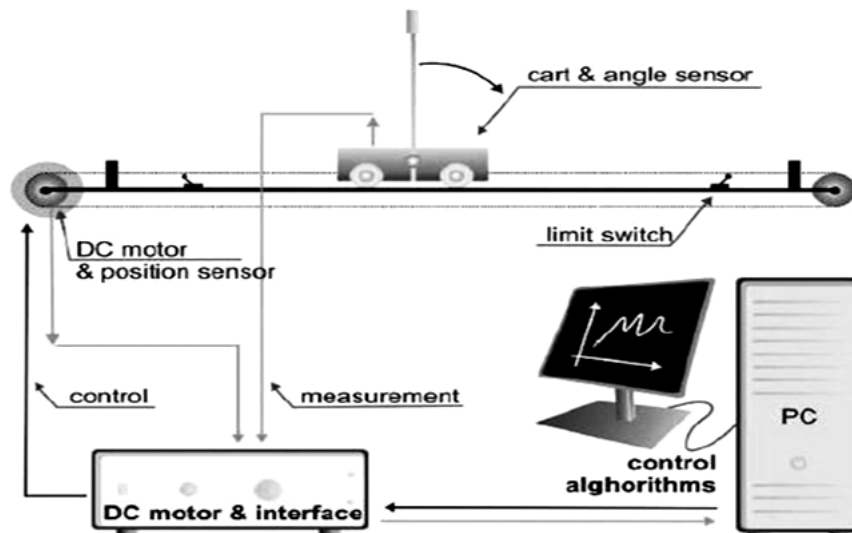 cart & angle sensor
limit switch
DC motor
& position sensor
control
measurement
PC
control
alghorithms
DC motor & interface